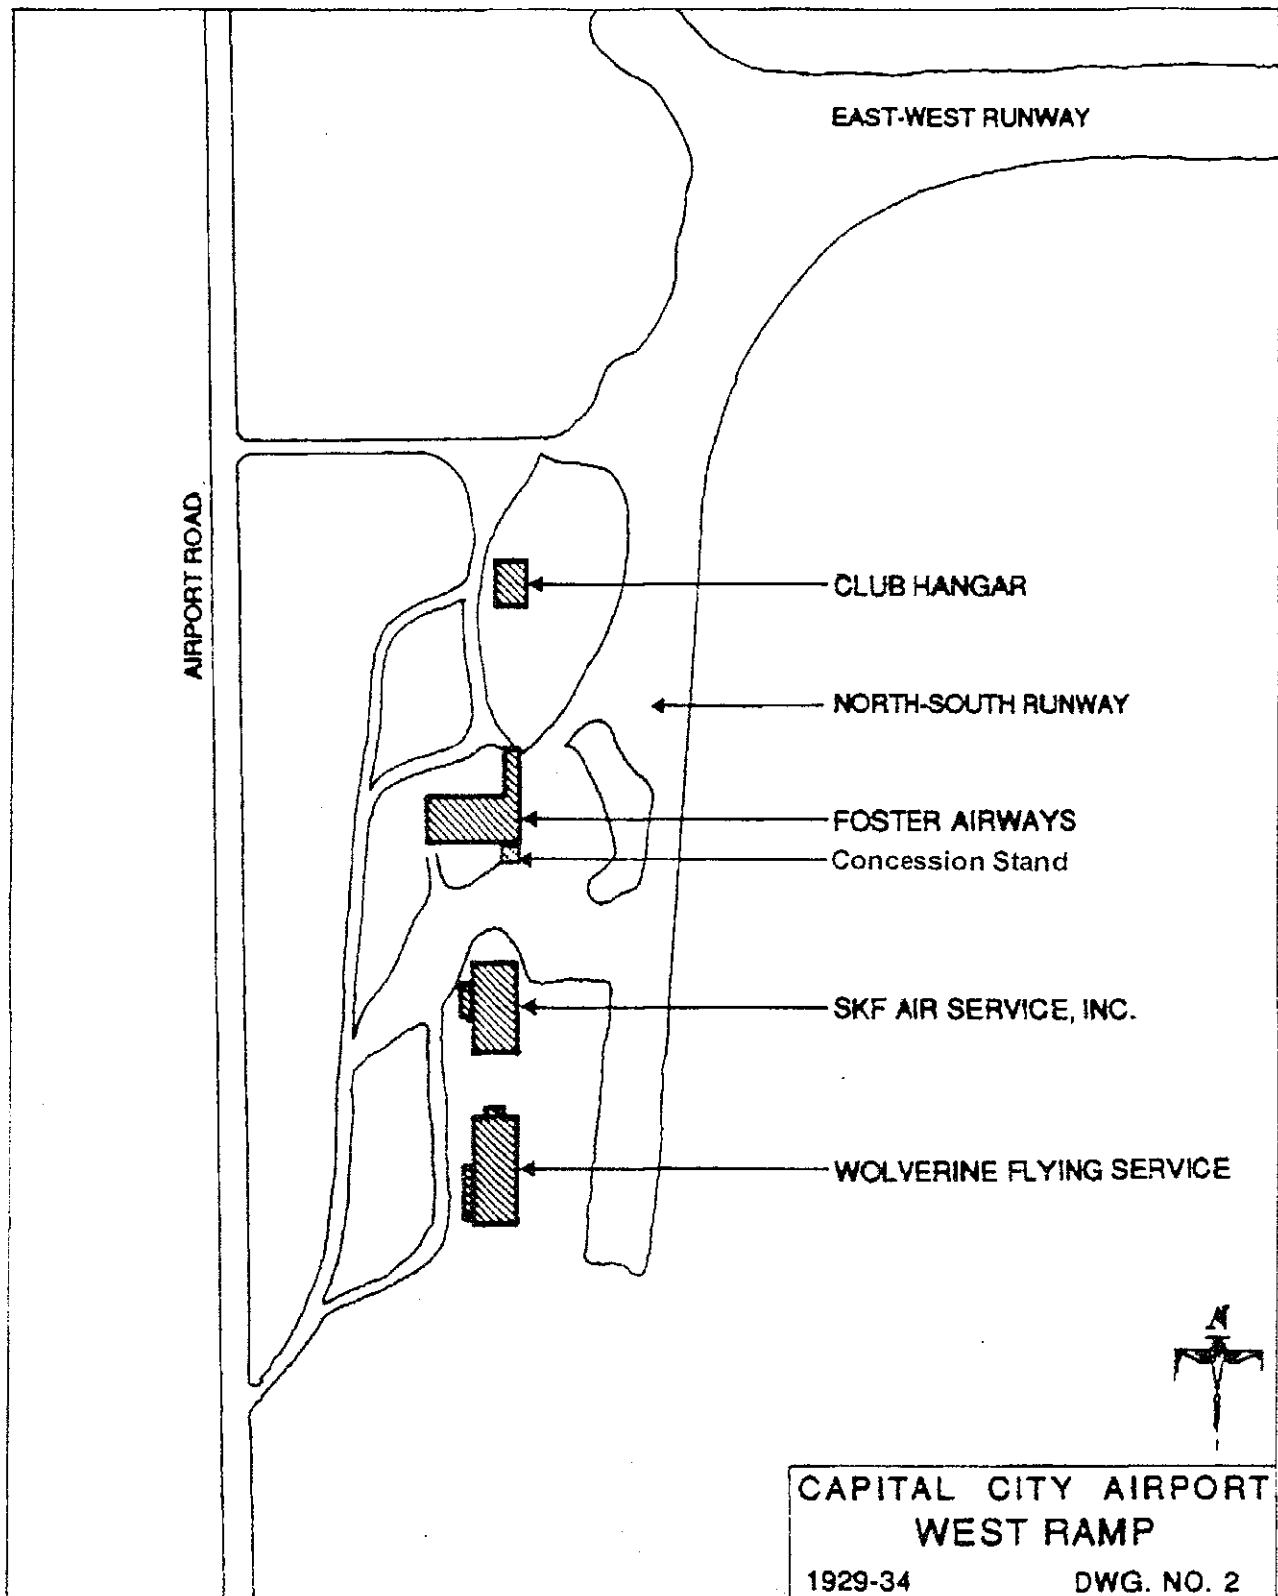 EAST-WEST RUNWAY
AIRPORT ROAD
CLUB HANGAR
NORTH-SOUTH RUNWAY
FOSTER AIRWAYS
Concession Stand
SKF AIR SERVICE, INC.
WOLVERINE FLYING SERVICE
N
CAPITAL CITY AIRPORT
WEST RAMP
1929-34 DWG. NO. 2